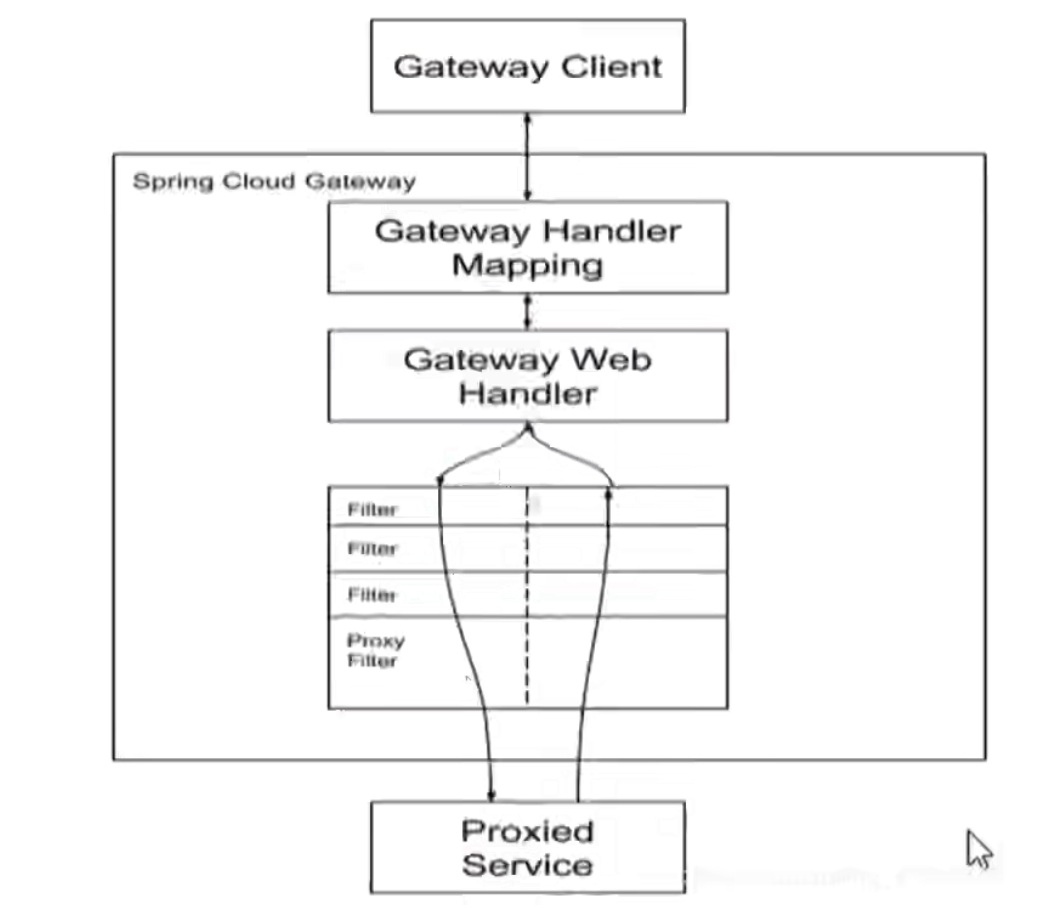 Gateway Client
Spring Cloud Gateway
Gateway Handler
Mapping
Gateway Web
Handler
Filter
Filter
Filter
Proxy
Filter
Proxied
Service